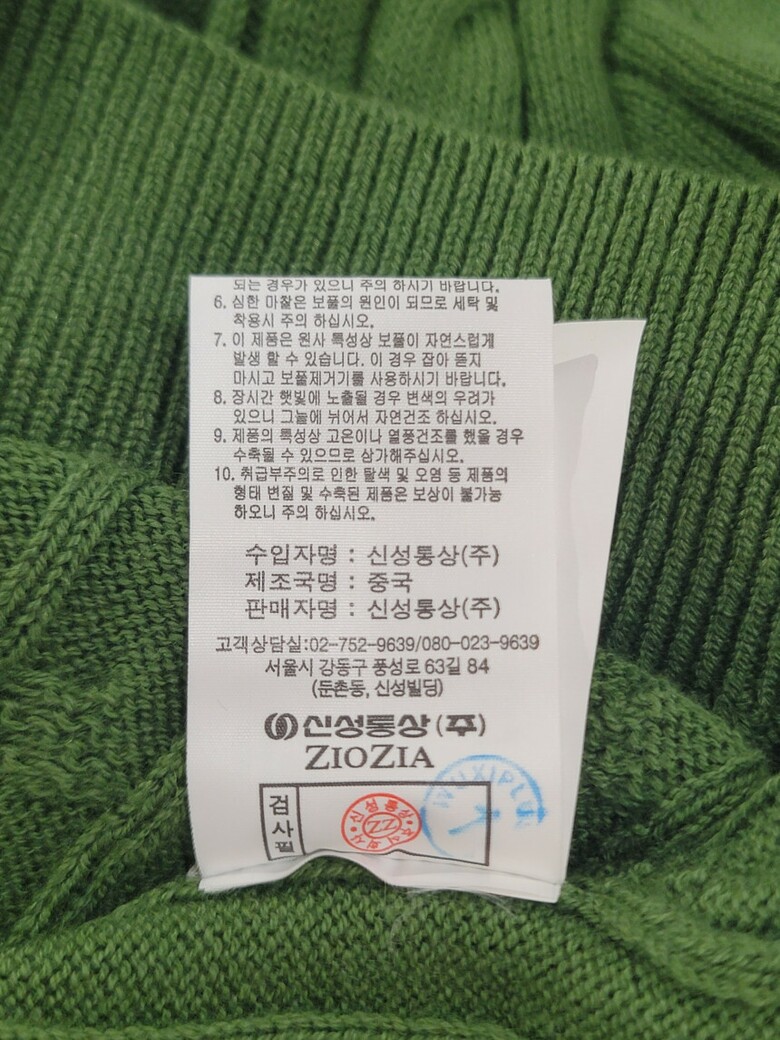 되는 경우가 있으니 주의 하시기 바랍니다.
6. 심한 마찰은 보풀의 원인이 되므로 세탁 및
착용시 주의 하십시오.
7. 이 제품은 원사 특성상 보풀이 자연스럽게
발생 할 수 있습니다. 이 경우 잡아 뜯지
마시고 보풀제거기를 사용하시기 바랍니다.
8. 장시간 햇빛에 노출될 경우 변색의 우려가
있으니 그늘에 뉘어서 자연건조 하십시오.
9. 제품의 특성상 고온이나 열풍건조를 했을 경우
수축될 수 있으므로 삼가해주십시오.
10. 취급부주의로 인한 탈색 및 오염 등 제품의
형태 변질 및 수축된 제품은 보상이 불가능
하오니 주의 하십시오.
수입자명 : 신성통상(주)
제조국명 : 중국
판매자명 : 신성통상(주)
고객상담실:02-752-9639/080-023-9639
서울시 강동구 풍성로 63길 84
(둔촌동, 신성빌딩)
신성통상(주)
ZIOZIA
검사필
신성통상 주식회사
ZZ